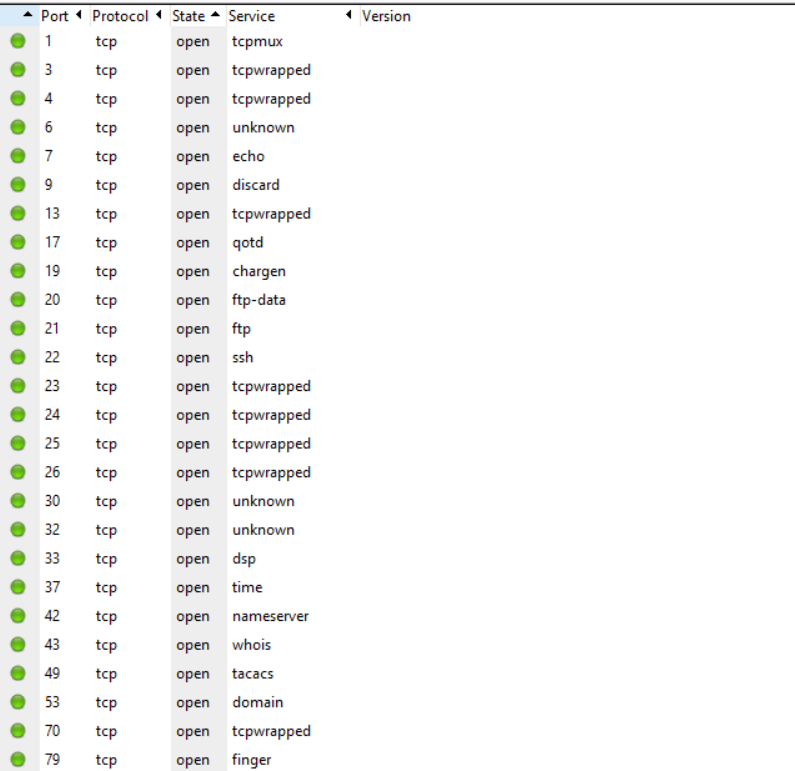 Port Protocol State Service Version
1 tcp open tcpmux
3 tcp open tcpwrapped
4 tcp open tcpwrapped
6 tcp open unknown
7 tcp open echo
9 tcp open discard
13 tcp open tcpwrapped
17 tcp open qotd
19 tcp open chargen
20 tcp open ftp-data
21 tcp open ftp
22 tcp open ssh
23 tcp open tcpwrapped
24 tcp open tcpwrapped
25 tcp open tcpwrapped
26 tcp open tcpwrapped
30 tcp open unknown
32 tcp open unknown
33 tcp open dsp
37 tcp open time
42 tcp open nameserver
43 tcp open whois
49 tcp open tacacs
53 tcp open domain
70 tcp open tcpwrapped
79 tcp open finger